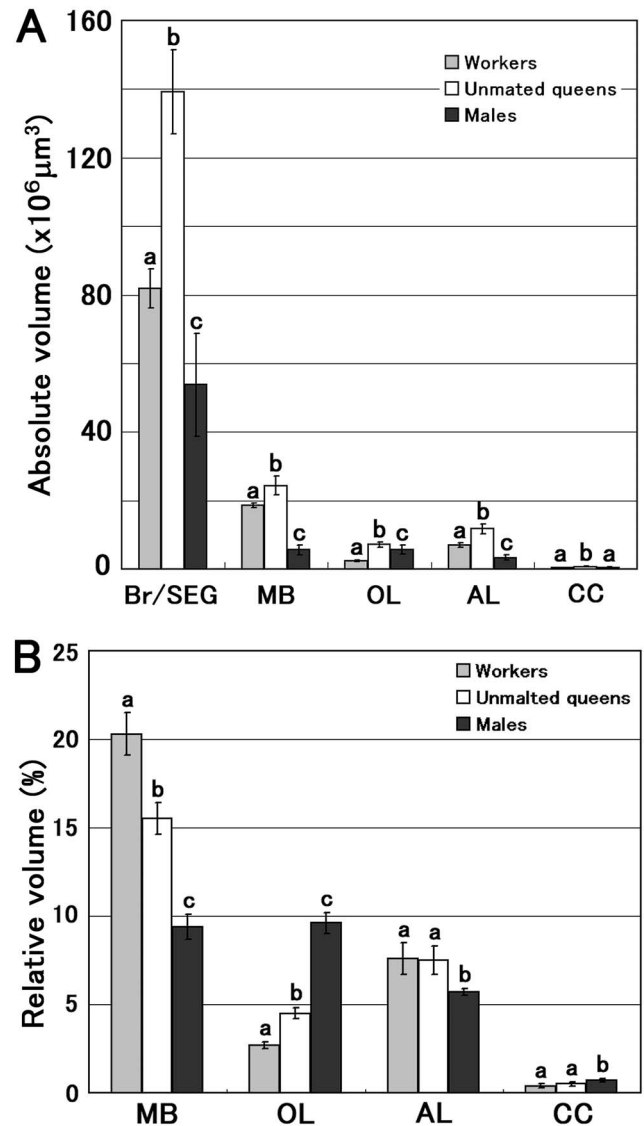 A
Absolute volume (x10⁶μm³)
160
120
80
40
0
Workers
Unmated queens
Males
a b c
a b c
a b c
a b c
a b a
Br/SEG MB OL AL CC
B
Relative volume (%)
25
20
15
10
5
0
Workers
Unmalted queens
Males
a b c
a b c
a a b
a a b
MB OL AL CC